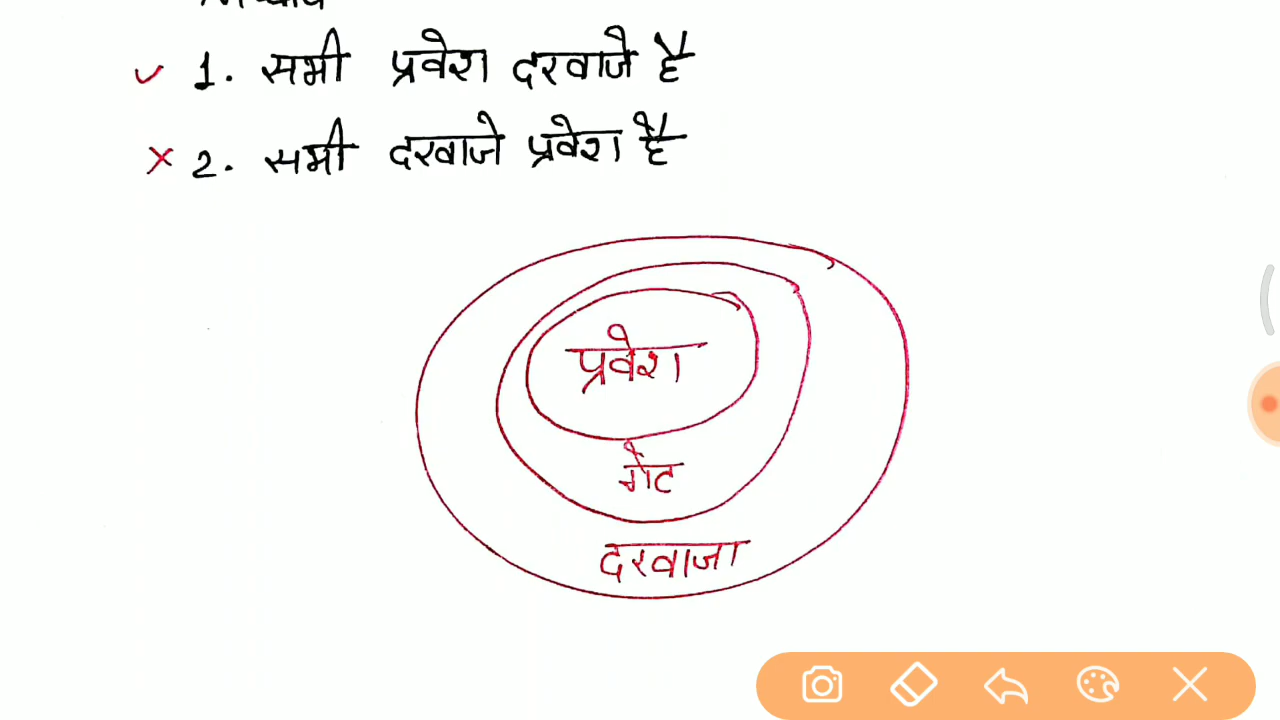 1. सभी प्रवेश दरवाजे है
2. सभी दरवाजे प्रवेश है
प्रवेश
गेट
दरवाजा